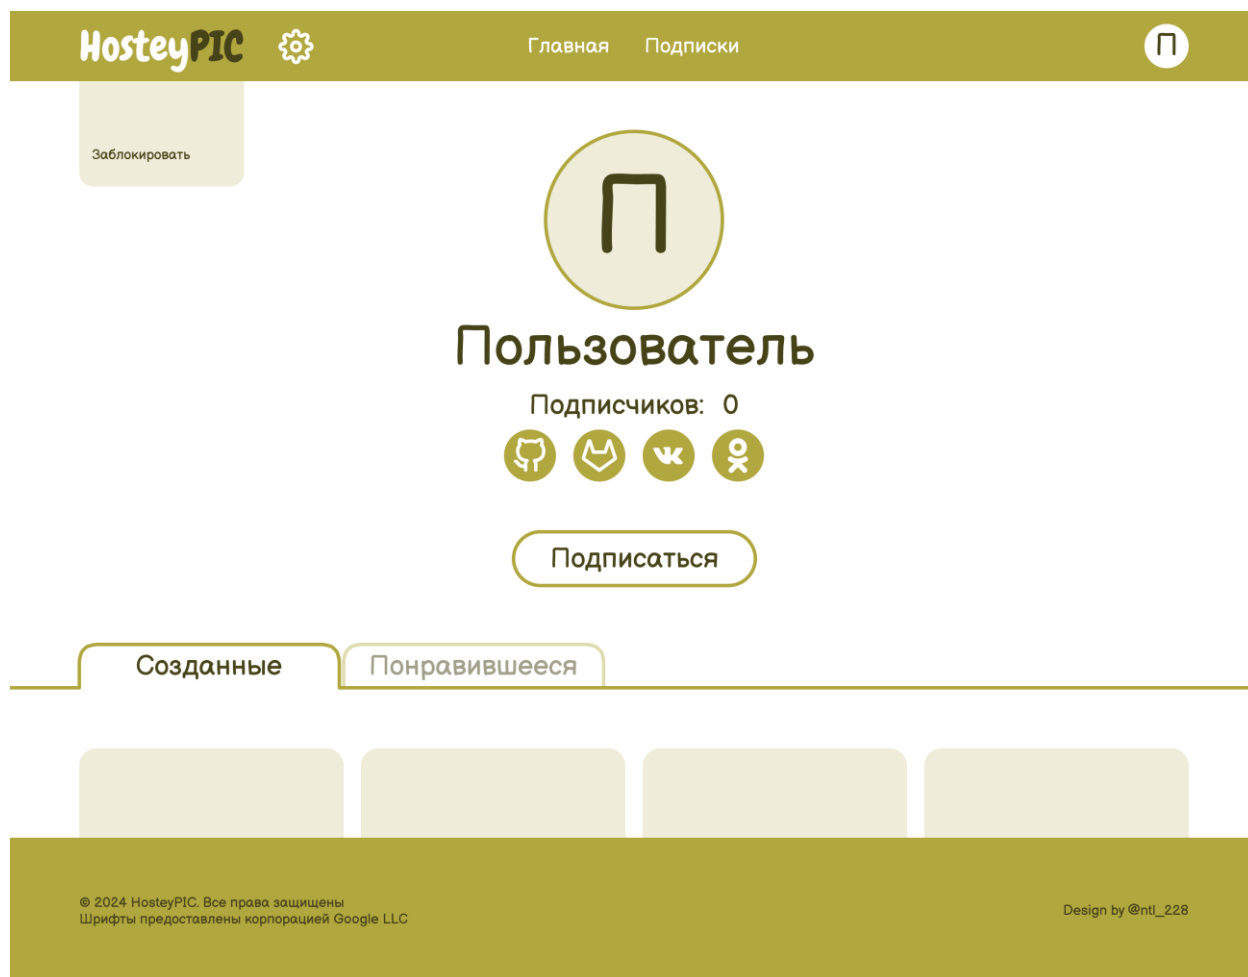 HosteyPIC
Главная Подписки
П
Заблокировать
П
Пользователь
Подписчиков: 0
Подписаться
Созданные Понравившееся
© 2024 HosteyPIC. Все права защищены
Шрифты предоставлены корпорацией Google LLC
Design by @ntl_228